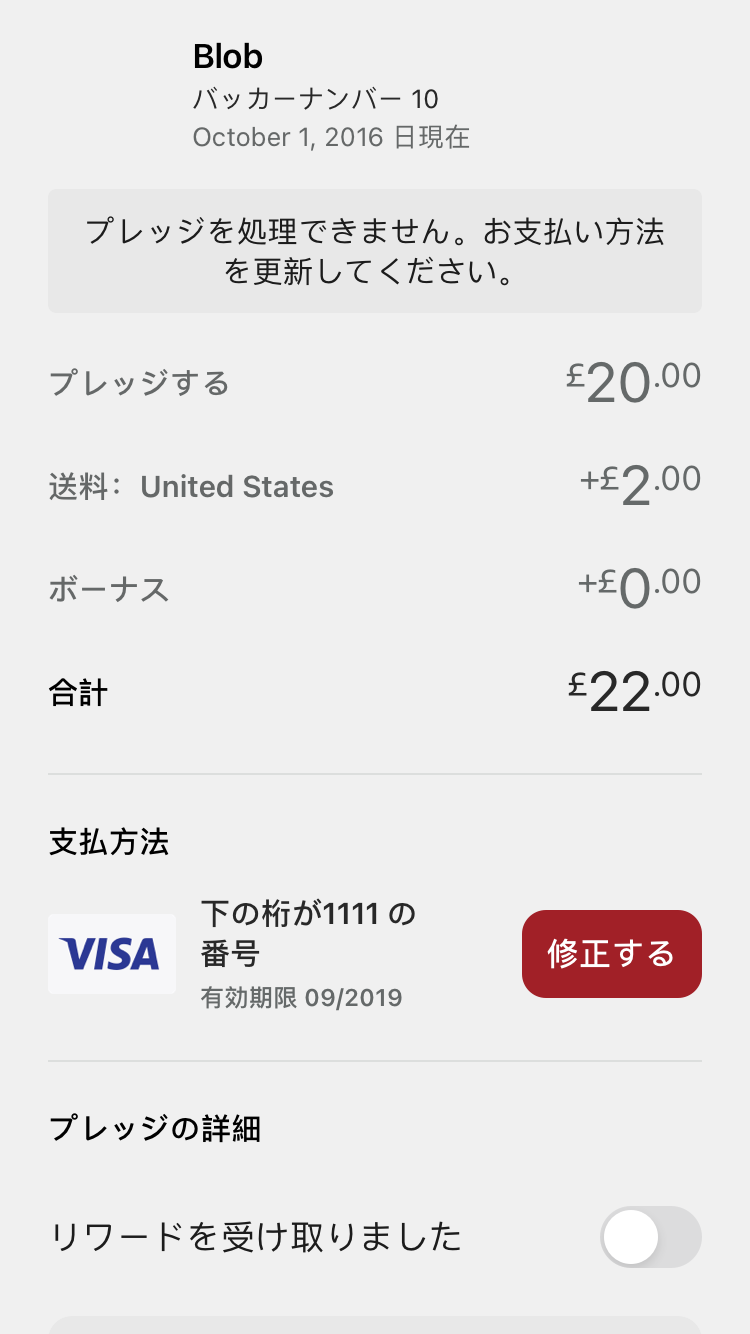 Blob
バッカーナンバー 10
October 1, 2016 日現在
プレッジを処理できません。お支払い方法
を更新してください。
プレッジする £20.00
送料： United States +£2.00
ボーナス +£0.00
合計 £22.00
支払方法
VISA
下の桁が1111 の
番号
有効期限 09/2019
修正する
プレッジの詳細
リワードを受け取りました